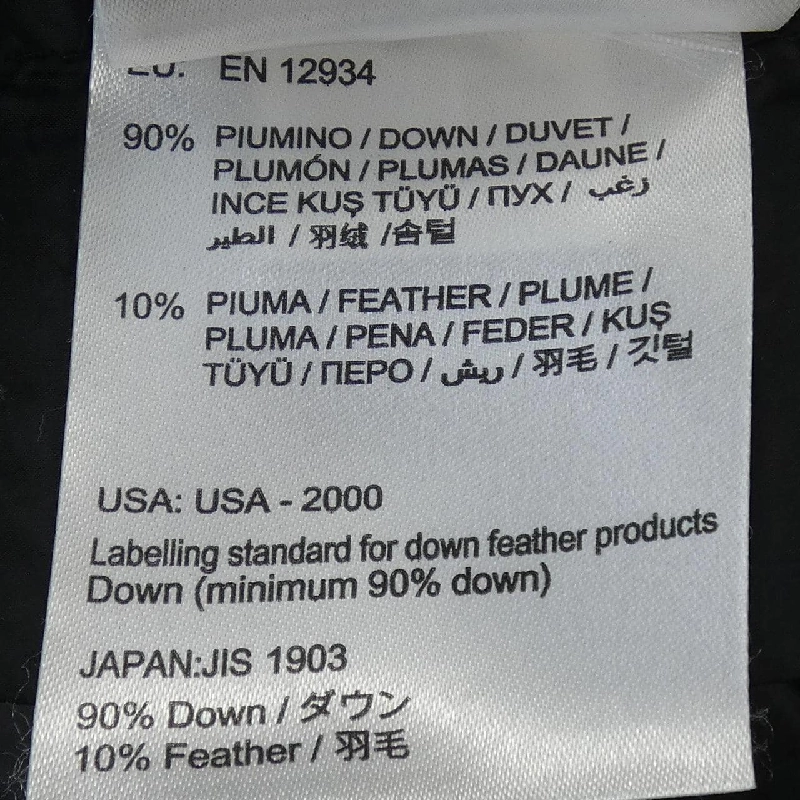 EU: EN 12934
90% PIUMINO / DOWN / DUVET /
PLUMÓN / PLUMAS / DAUNE /
INCE KUŞ TÜYÜ / ПУХ / زغب
الطير / 羽绒 /솜털
10% PIUMA / FEATHER / PLUME /
PLUMA / PENA / FEDER / KUŞ
TÜYÜ / ПЕРО / ريش / 羽毛 / 깃털
USA: USA - 2000
Labelling standard for down feather products
Down (minimum 90% down)
JAPAN:JIS 1903
90% Down / ダウン
10% Feather / 羽毛